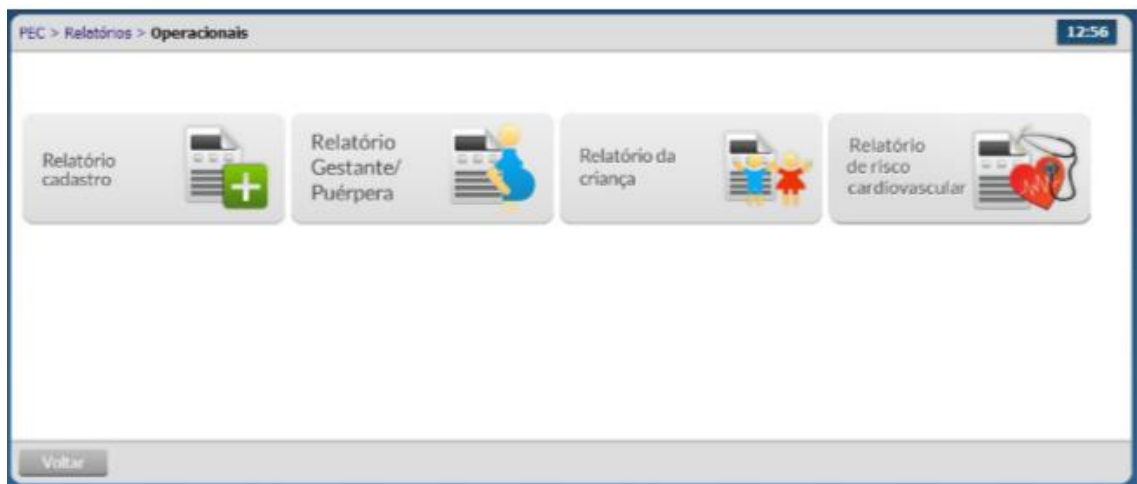 PEC > Relatórios > Operacionais
12:56
Relatório
cadastro
Relatório
Gestante/
Puérpera
Relatório da
criança
Relatório
de risco
cardiovascular
Voltar